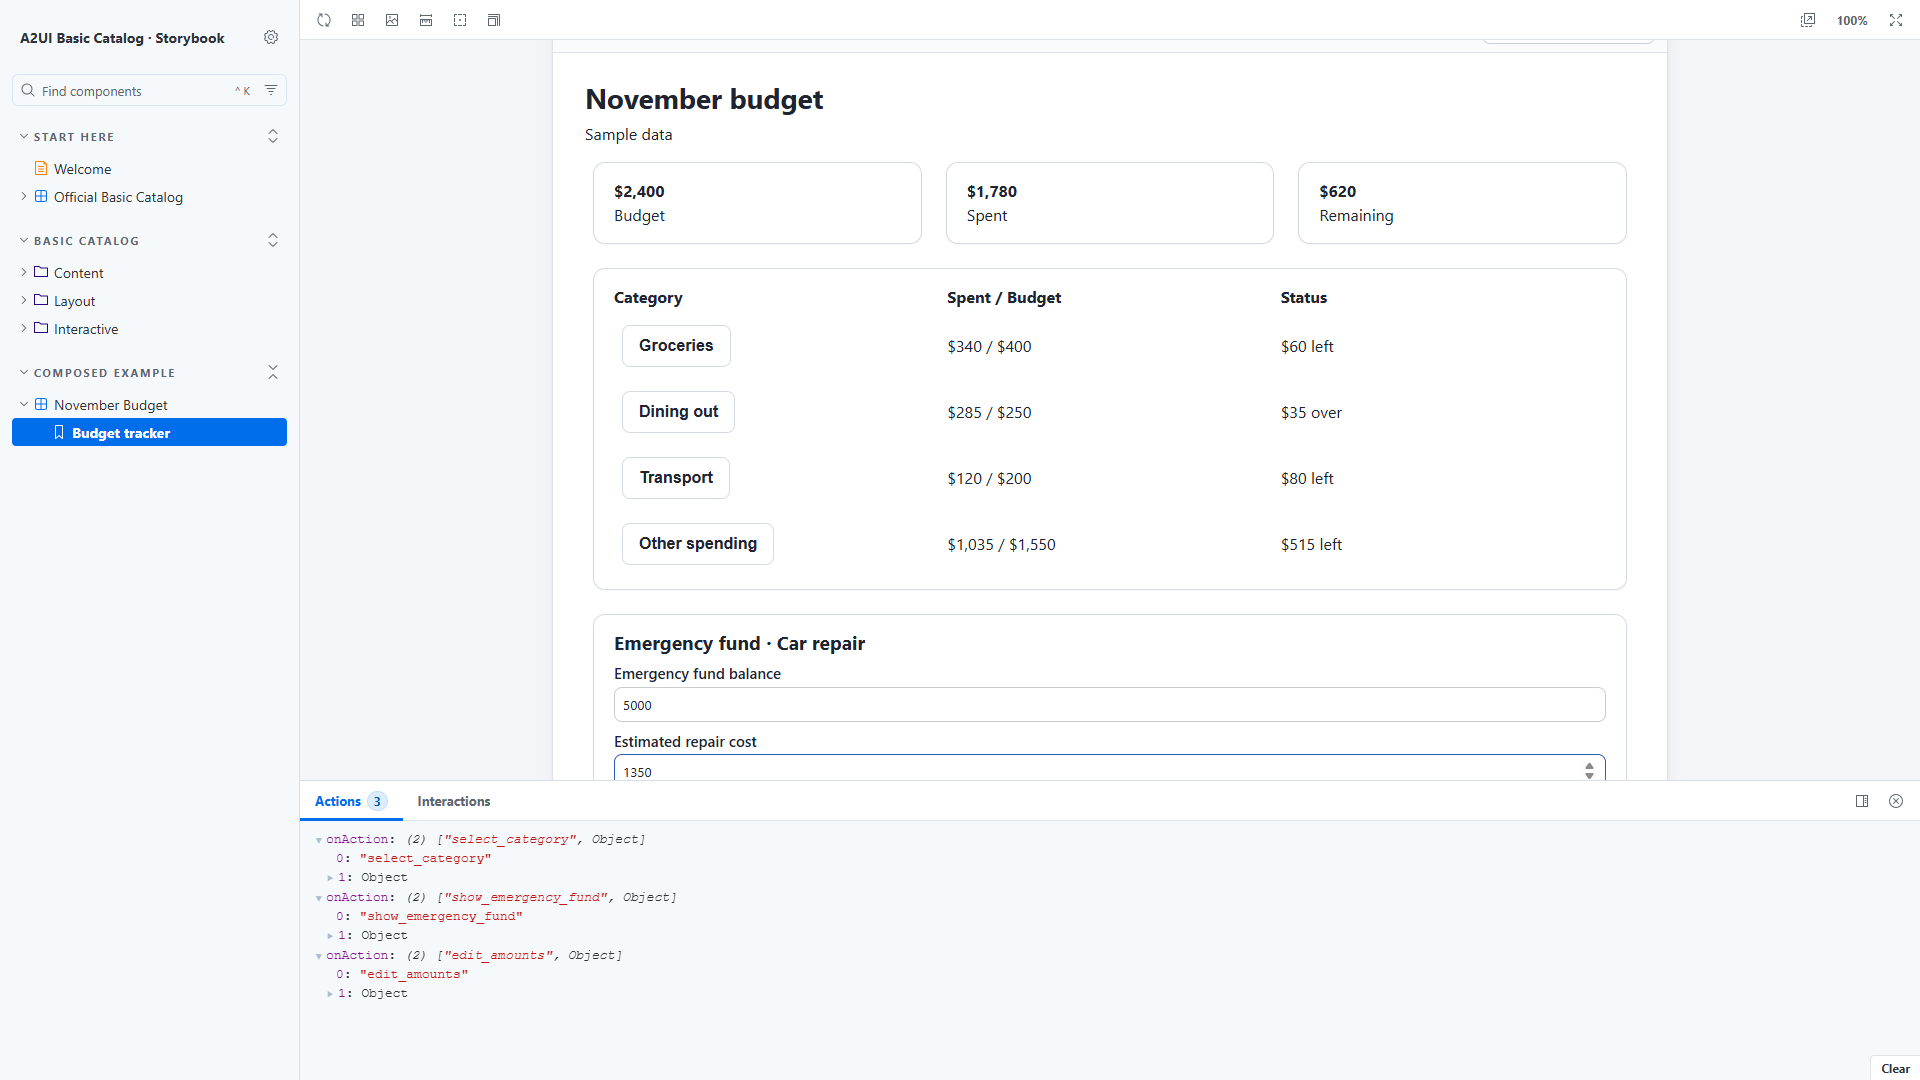 A2UI Basic Catalog · Storybook
Find components
^ K
START HERE
Welcome
Official Basic Catalog
BASIC CATALOG
Content
Layout
Interactive
COMPOSED EXAMPLE
November Budget
Budget tracker
100%
November budget
Sample data
$2,400
Budget
$1,780
Spent
$620
Remaining
Category Spent / Budget Status
Groceries $340 / $400 $60 left
Dining out $285 / $250 $35 over
Transport $120 / $200 $80 left
Other spending $1,035 / $1,550 $515 left
Emergency fund · Car repair
Emergency fund balance
5000
Estimated repair cost
1350
Actions 3 Interactions
onAction: (2) ["select_category", Object]
0: "select_category"
1: Object
onAction: (2) ["show_emergency_fund", Object]
0: "show_emergency_fund"
1: Object
onAction: (2) ["edit_amounts", Object]
0: "edit_amounts"
1: Object
Clear